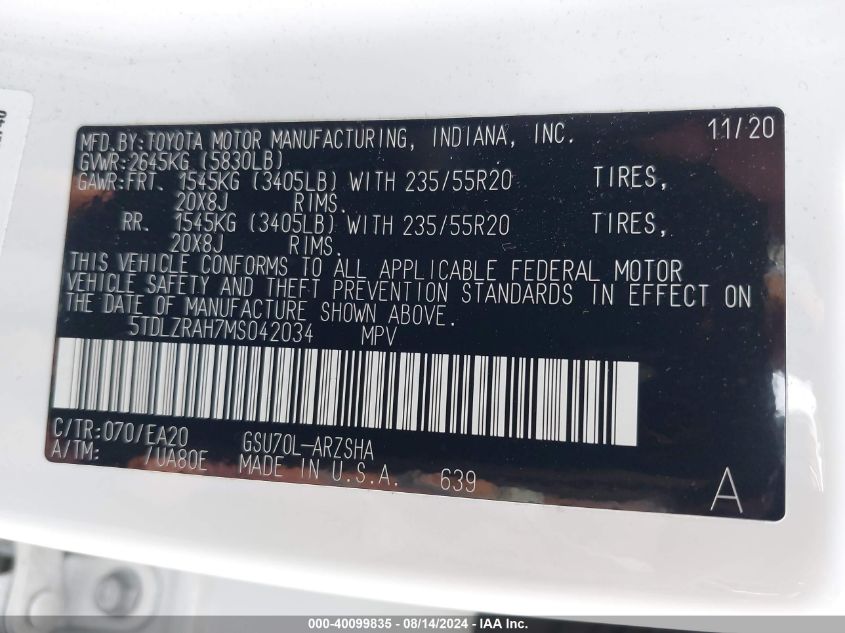 MFD.BY:TOYOTA MOTOR MANUFACTURING, INDIANA, INC. 11/20
GVWR:2645KG (5830LB)
GAWR:FRT. 1545KG (3405LB) WITH 235/55R20 TIRES,
20X8J RIMS.
RR. 1545KG (3405LB) WITH 235/55R20 TIRES,
20X8J RIMS.
THIS VEHICLE CONFORMS TO ALL APPLICABLE FEDERAL MOTOR
VEHICLE SAFETY AND THEFT PREVENTION STANDARDS IN EFFECT ON
THE DATE OF MANUFACTURE SHOWN ABOVE.
5TDLZRAH7MS042034 MPV
C/TR:070/EA20 GSU70L-ARZSHA
A/TM: /UA80E MADE IN U.S.A. 639 A
000-40099835 - 08/14/2024 - IAA Inc.